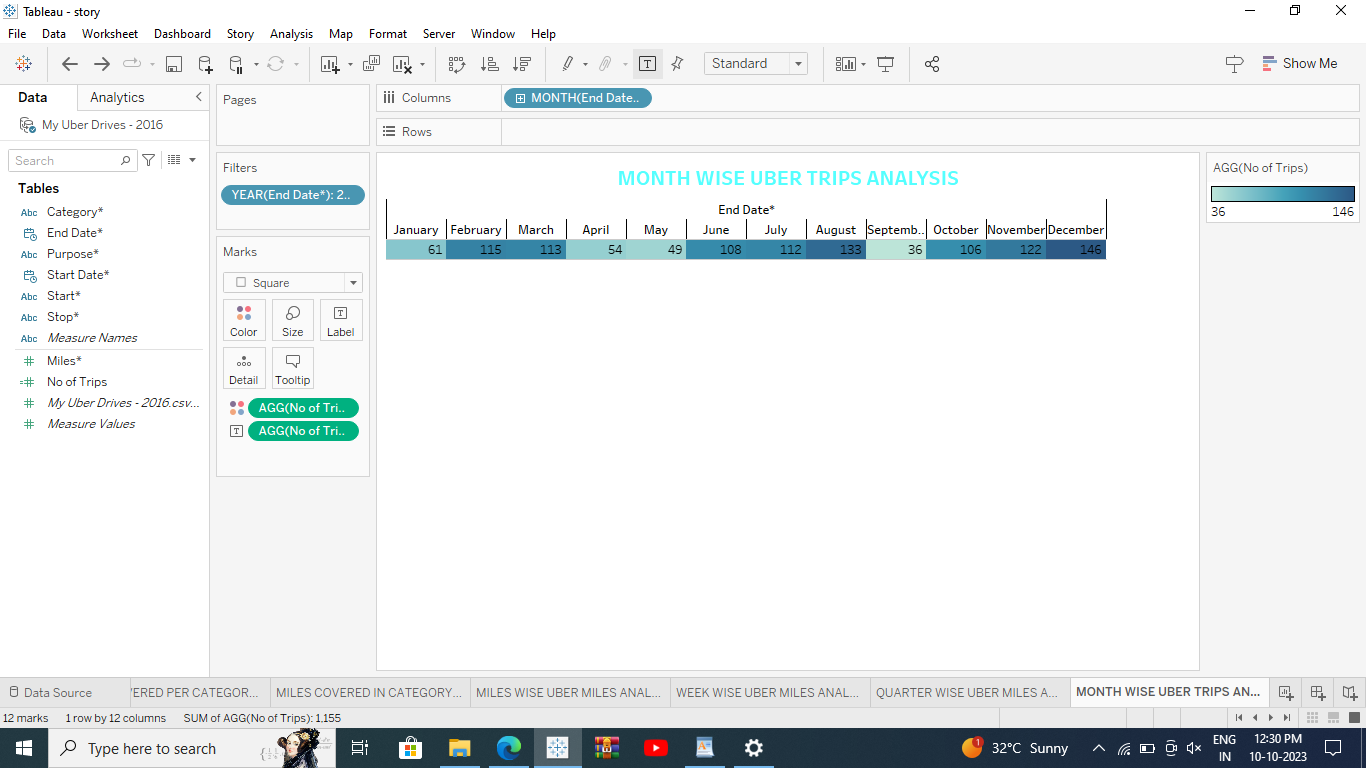 Tableau - story
File Data Worksheet Dashboard Story Analysis Map Format Server Window Help
Standard
Show Me
Data Analytics
My Uber Drives - 2016
Search
Tables
Abc Category*
End Date*
Abc Purpose*
Start Date*
Abc Start*
Abc Stop*
Abc Measure Names
Miles*
No of Trips
My Uber Drives - 2016.csv...
Measure Values
Pages
Filters
YEAR(End Date*): 2..
Marks
Square
Color Size Label
Detail Tooltip
AGG(No of Tri..
AGG(No of Tri..
Columns MONTH(End Date..
Rows
MONTH WISE UBER TRIPS ANALYSIS
End Date*
January February March April May June July August Septemb.. October November December
61 115 113 54 49 108 112 133 36 106 122 146
AGG(No of Trips)
36 146
Data Source VERED PER CATEGOR... MILES COVERED IN CATEGORY... MILES WISE UBER MILES ANAL... WEEK WISE UBER MILES ANAL... QUARTER WISE UBER MILES A... MONTH WISE UBER TRIPS AN...
12 marks 1 row by 12 columns SUM of AGG(No of Trips): 1,155
Type here to search
1
32°C Sunny
ENG
IN
12:30 PM
10-10-2023